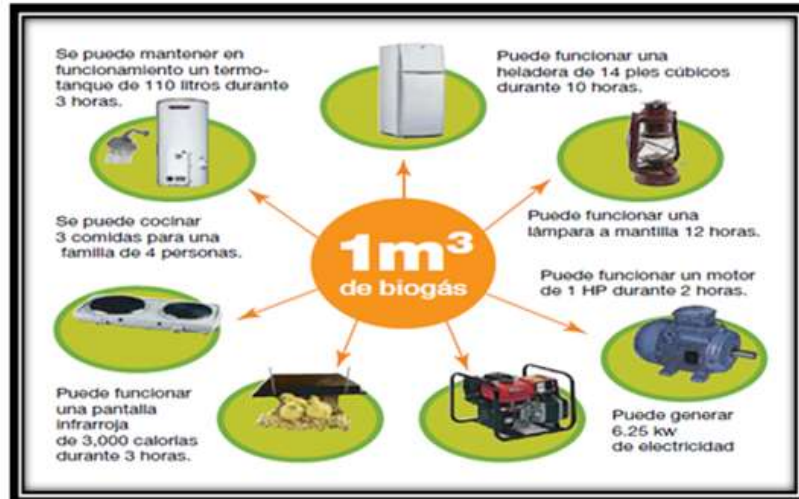 Se puede mantener en
funcionamiento un termo-
tanque de 110 litros durante
3 horas.
Puede funcionar una
heladera de 14 pies cúbicos
durante 10 horas.
Se puede cocinar
3 comidas para una
familia de 4 personas.
1m³
de biogás
Puede funcionar una
lámpara a mantilla 12 horas.
Puede funcionar un motor
de 1 HP durante 2 horas.
Puede funcionar
una pantalla
infrarroja
de 3,000 calorías
durante 3 horas.
Puede generar
6.25 kw
de electricidad